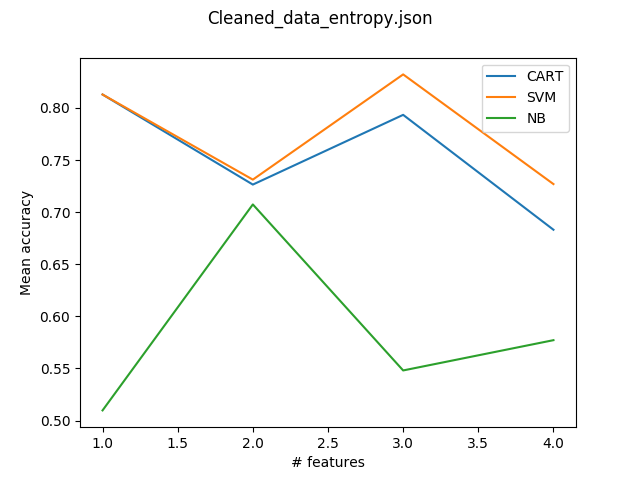 Cleaned_data_entropy.json
CART
SVM
NB
0.80
0.75
0.70
0.65
0.60
0.55
0.50
Mean accuracy
1.0 1.5 2.0 2.5 3.0 3.5 4.0
# features